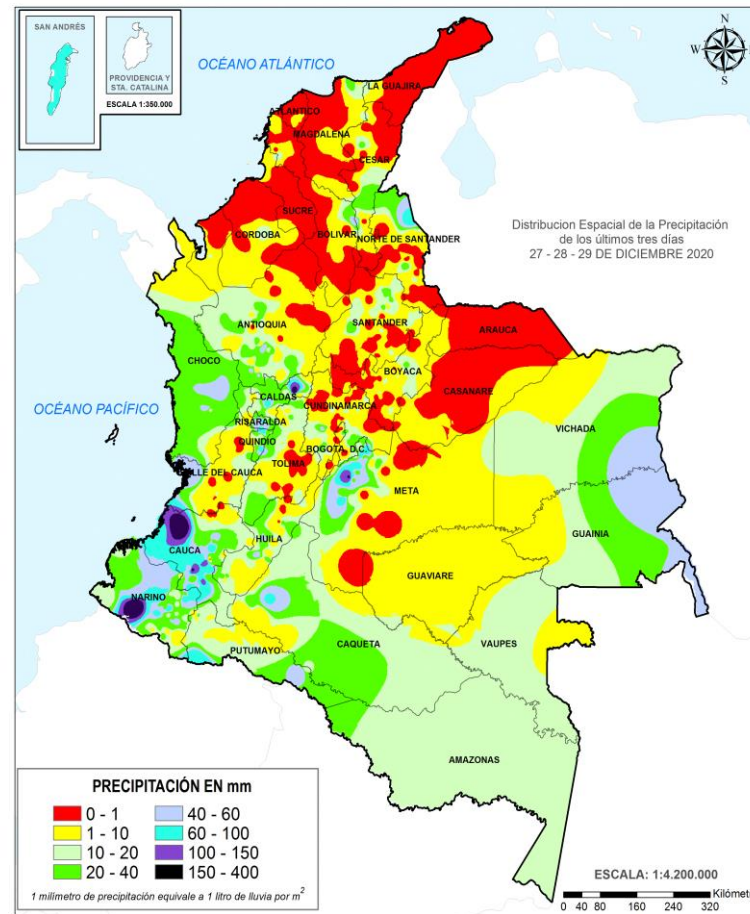 SAN ANDRÉS
PROVIDENCIA Y
STA. CATALINA
ESCALA 1:350.000
OCÉANO ATLÁNTICO
N
W
E
S
LA GUAJIRA
ATLANTICO
MAGDALENA
CESAR
Distribucion Espacial de la Precipitación
de los últimos tres días
27 - 28 - 29 DE DICIEMBRE 2020
SUCRE
CORDOBA
BOLIVAR
NORTE DE SANTANDER
ANTIOQUIA
SANTANDER
ARAUCA
CHOCO
BOYACA
CASANARE
CALDAS
CUNDINAMARCA
OCÉANO PACÍFICO
RISARALDA
QUINDIO
BOGOTA, D.C.
VICHADA
TOLIMA
VALLE DEL CAUCA
META
GUAINIA
CAUCA
HUILA
GUAVIARE
NARINO
PUTUMAYO
CAQUETA
VAUPES
AMAZONAS
PRECIPITACIÓN EN mm
0 - 1
40 - 60
1 - 10
60 - 100
10 - 20
100 - 150
20 - 40
150 - 400
1 milímetro de precipitación equivale a 1 litro de lluvia por m²
ESCALA: 1:4.200.000
Kilómet
0 40 80 160 240 320